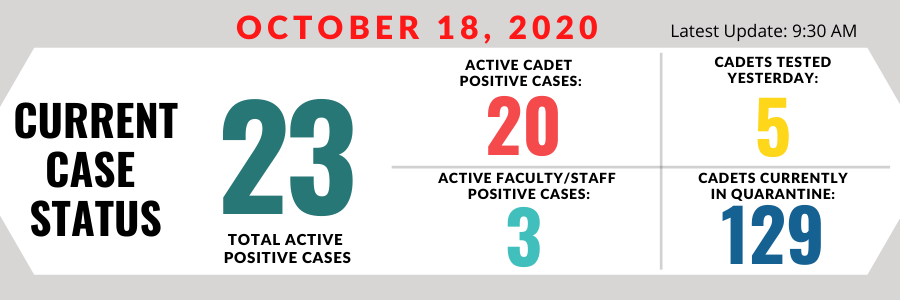 OCTOBER 18, 2020
Latest Update: 9:30 AM
CURRENT
CASE
STATUS
23
TOTAL ACTIVE
POSITIVE CASES
ACTIVE CADET
POSITIVE CASES:
20
CADETS TESTED
YESTERDAY:
5
ACTIVE FACULTY/STAFF
POSITIVE CASES:
3
CADETS CURRENTLY
IN QUARANTINE:
129